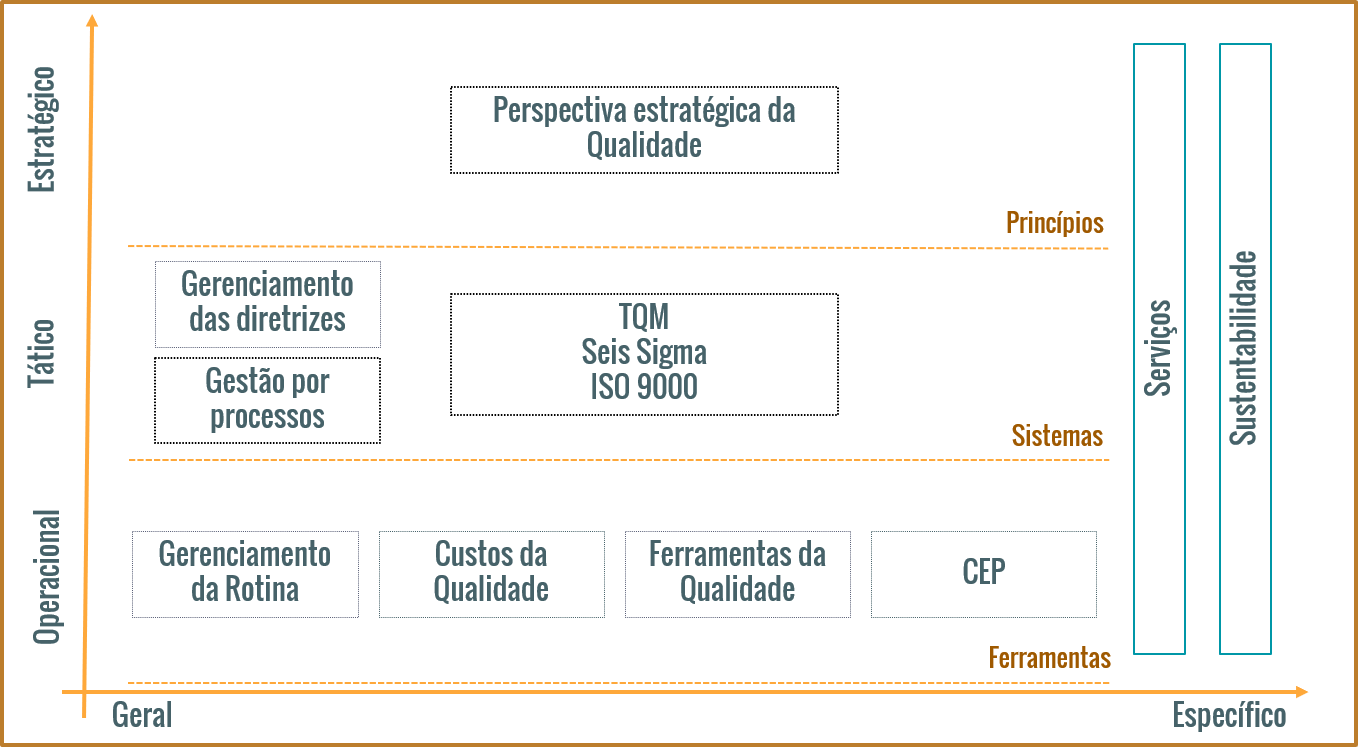 Estratégico
Perspectiva estratégica da
Qualidade
Princípios
Tático
Gerenciamento
das diretrizes
Gestão por
processos
TQM
Seis Sigma
ISO 9000
Sistemas
Operacional
Gerenciamento
da Rotina
Custos da
Qualidade
Ferramentas da
Qualidade
CEP
Ferramentas
Serviços
Sustentabilidade
Geral
Específico